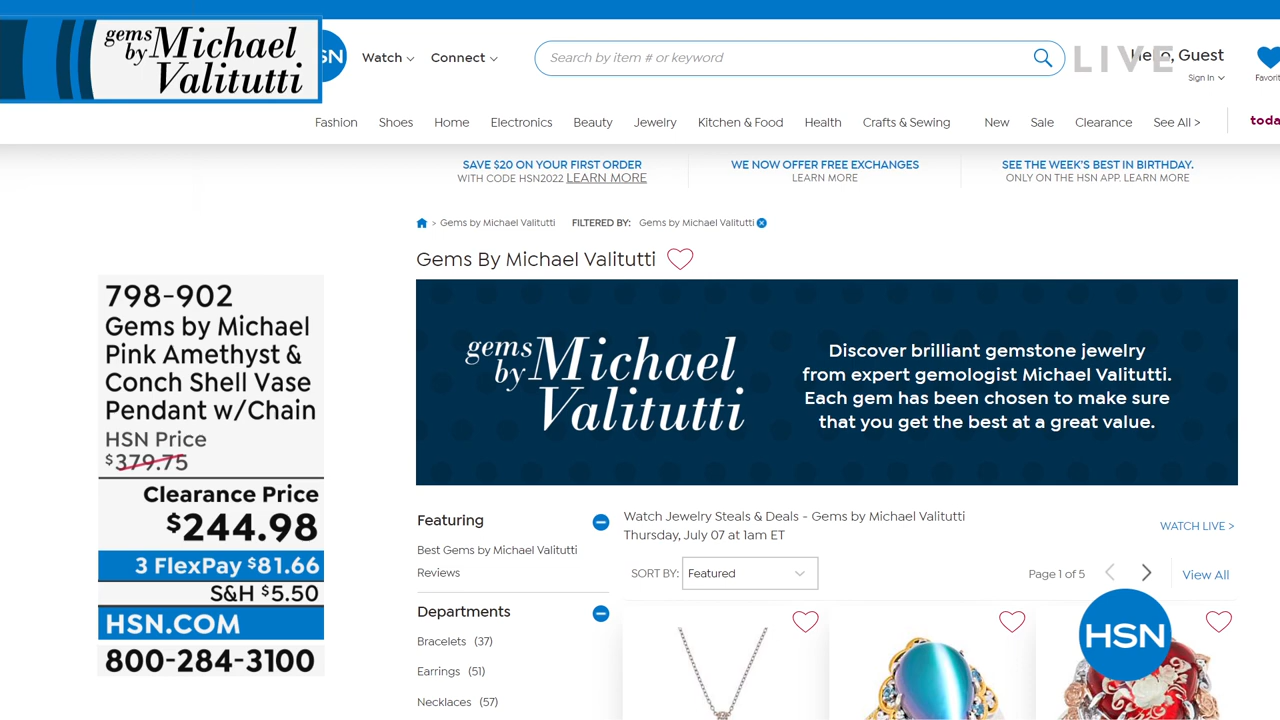 gems
by Michael
Valitutti
SN
Watch
Connect
Search by item # or keyword
LIVE
Hello, Guest
Sign In
Favorit
Fashion
Shoes
Home
Electronics
Beauty
Jewelry
Kitchen & Food
Health
Crafts & Sewing
New
Sale
Clearance
See All >
toda
SAVE $20 ON YOUR FIRST ORDER
WITH CODE HSN2022 LEARN MORE
WE NOW OFFER FREE EXCHANGES
LEARN MORE
SEE THE WEEK'S BEST IN BIRTHDAY.
ONLY ON THE HSN APP. LEARN MORE
> Gems by Michael Valitutti FILTERED BY: Gems by Michael Valitutti
Gems By Michael Valitutti
gems
by Michael
Valitutti
Discover brilliant gemstone jewelry
from expert gemologist Michael Valitutti.
Each gem has been chosen to make sure
that you get the best at a great value.
798-902
Gems by Michael
Pink Amethyst &
Conch Shell Vase
Pendant w/Chain
HSN Price
$379.75
Clearance Price
$244.98
3 FlexPay $81.66
S&H $5.50
HSN.COM
800-284-3100
Featuring
Best Gems by Michael Valitutti
Reviews
Departments
Bracelets (37)
Earrings (51)
Necklaces (57)
Watch Jewelry Steals & Deals - Gems by Michael Valitutti
Thursday, July 07 at 1am ET
WATCH LIVE >
SORT BY: Featured
Page 1 of 5
View All
HSN